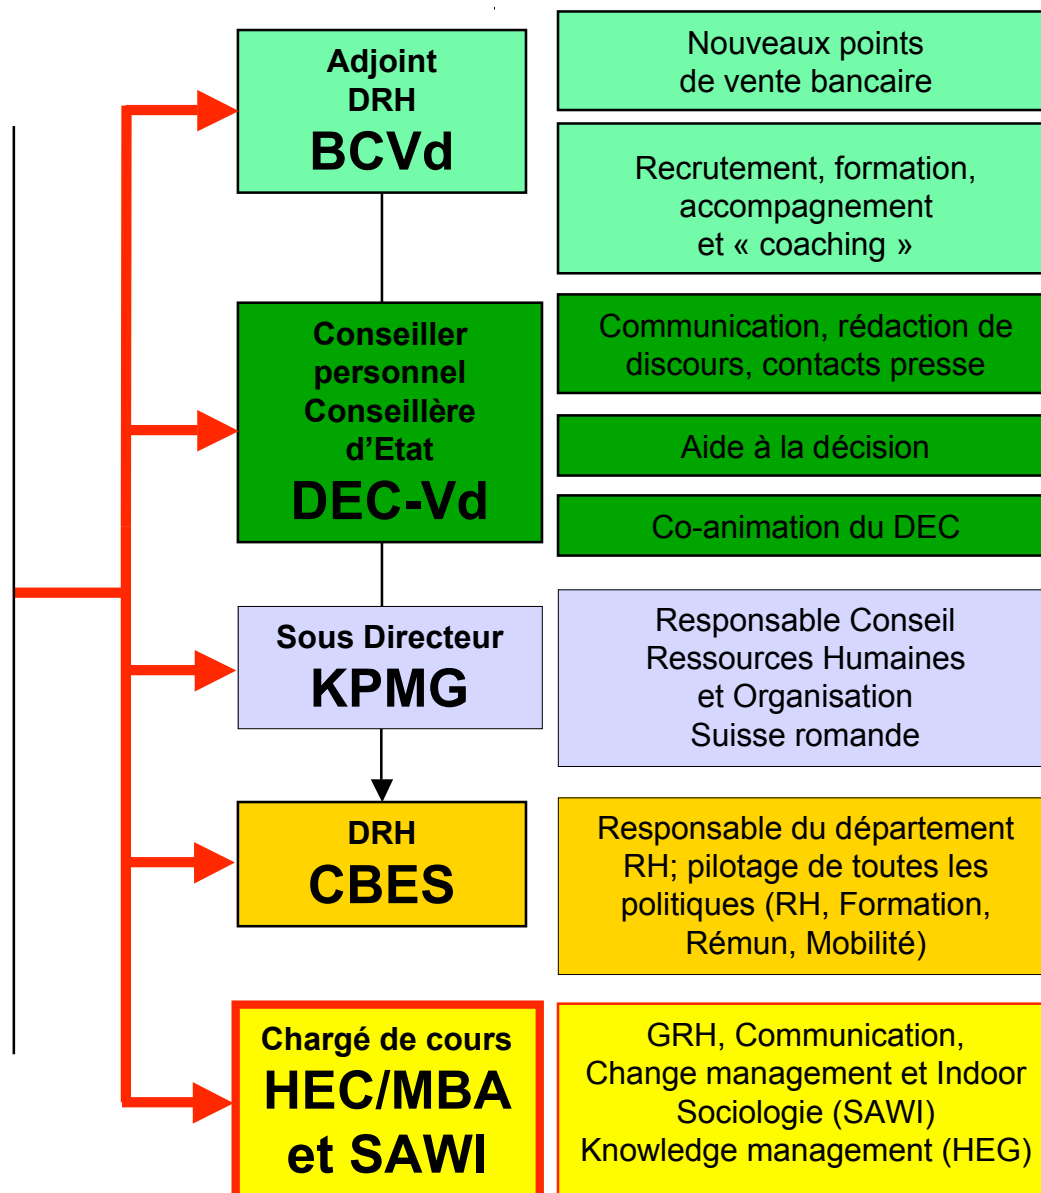 Adjoint
DRH
BCVd
Nouveaux points
de vente bancaire
Recrutement, formation,
accompagnement
et « coaching »
Conseiller
personnel
Conseillère
d’Etat
DEC-Vd
Communication, rédaction de
discours, contacts presse
Aide à la décision
Co-animation du DEC
Sous Directeur
KPMG
Responsable Conseil
Ressources Humaines
et Organisation
Suisse romande
DRH
CBES
Responsable du département
RH; pilotage de toutes les
politiques (RH, Formation,
Rémun, Mobilité)
Chargé de cours
HEC/MBA
et SAWI
GRH, Communication,
Change management et Indoor
Sociologie (SAWI)
Knowledge management (HEG)